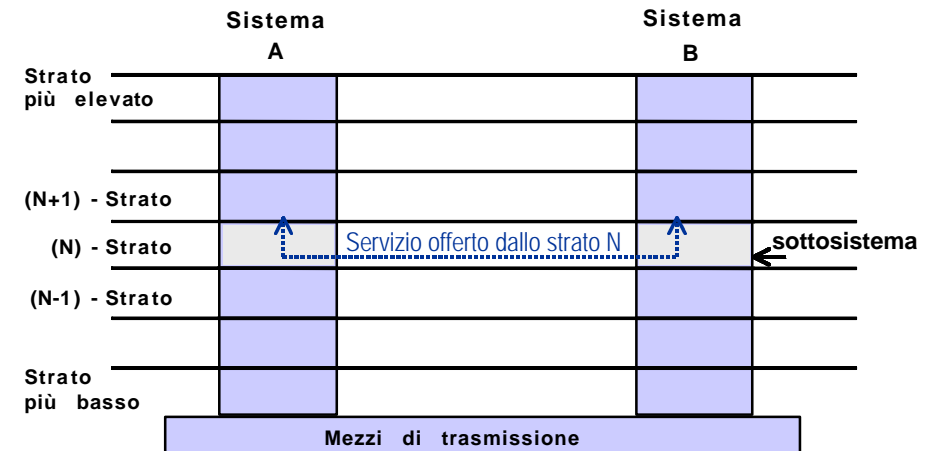 Sistema
A
Sistema
B
Strato
più elevato
(N+1) - Strato
(N) - Strato
Servizio offerto dallo strato N
sottosistema
(N-1) - Strato
Strato
più basso
Mezzi di trasmissione